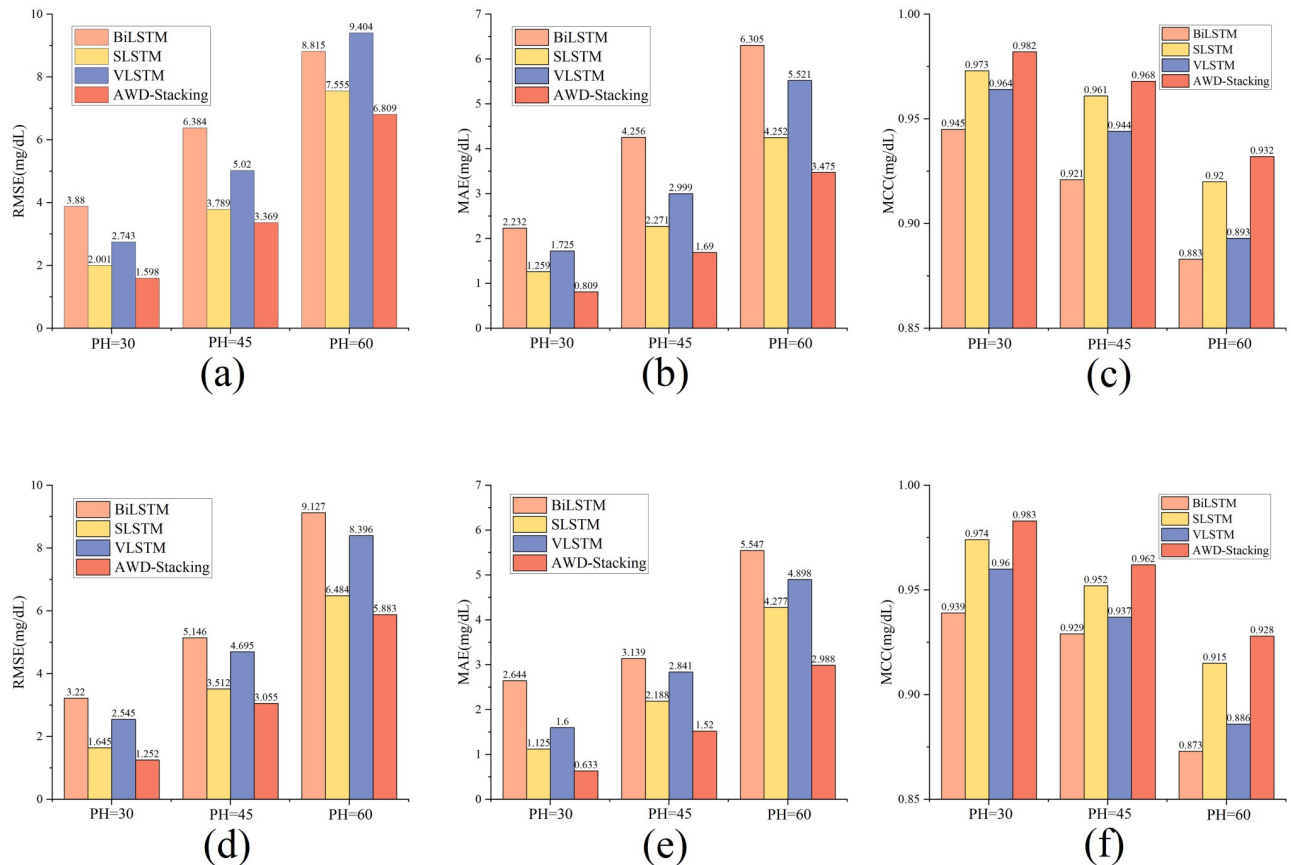 10
8
6
4
2
0
RMSE(mg/dL)
BiLSTM
SLSTM
VLSTM
AWD-Stacking
3.88
2.001
2.743
1.598
6.384
3.789
5.02
3.369
8.815
7.555
9.404
6.809
PH=30
PH=45
PH=60
(a)
7
6
5
4
3
2
1
0
MAE(mg/dL)
BiLSTM
SLSTM
VLSTM
AWD-Stacking
2.232
1.259
1.725
0.809
4.256
2.271
2.999
1.69
6.305
4.252
5.521
3.475
PH=30
PH=45
PH=60
(b)
1.00
0.95
0.90
0.85
MCC(mg/dL)
BiLSTM
SLSTM
VLSTM
AWD-Stacking
0.945
0.973
0.964
0.982
0.921
0.961
0.944
0.968
0.883
0.92
0.893
0.932
PH=30
PH=45
PH=60
(c)
10
8
6
4
2
0
RMSE(mg/dL)
BiLSTM
SLSTM
VLSTM
AWD-Stacking
3.22
1.645
2.545
1.252
5.146
3.512
4.695
3.055
9.127
6.484
8.396
5.883
PH=30
PH=45
PH=60
(d)
7
6
5
4
3
2
1
0
MAE(mg/dL)
BiLSTM
SLSTM
VLSTM
AWD-Stacking
2.644
1.125
1.6
0.633
3.139
2.188
2.841
1.52
5.547
4.277
4.898
2.988
PH=30
PH=45
PH=60
(e)
1.00
0.95
0.90
0.85
MCC(mg/dL)
BiLSTM
SLSTM
VLSTM
AWD-Stacking
0.939
0.974
0.96
0.983
0.929
0.952
0.937
0.962
0.873
0.915
0.886
0.928
PH=30
PH=45
PH=60
(f)